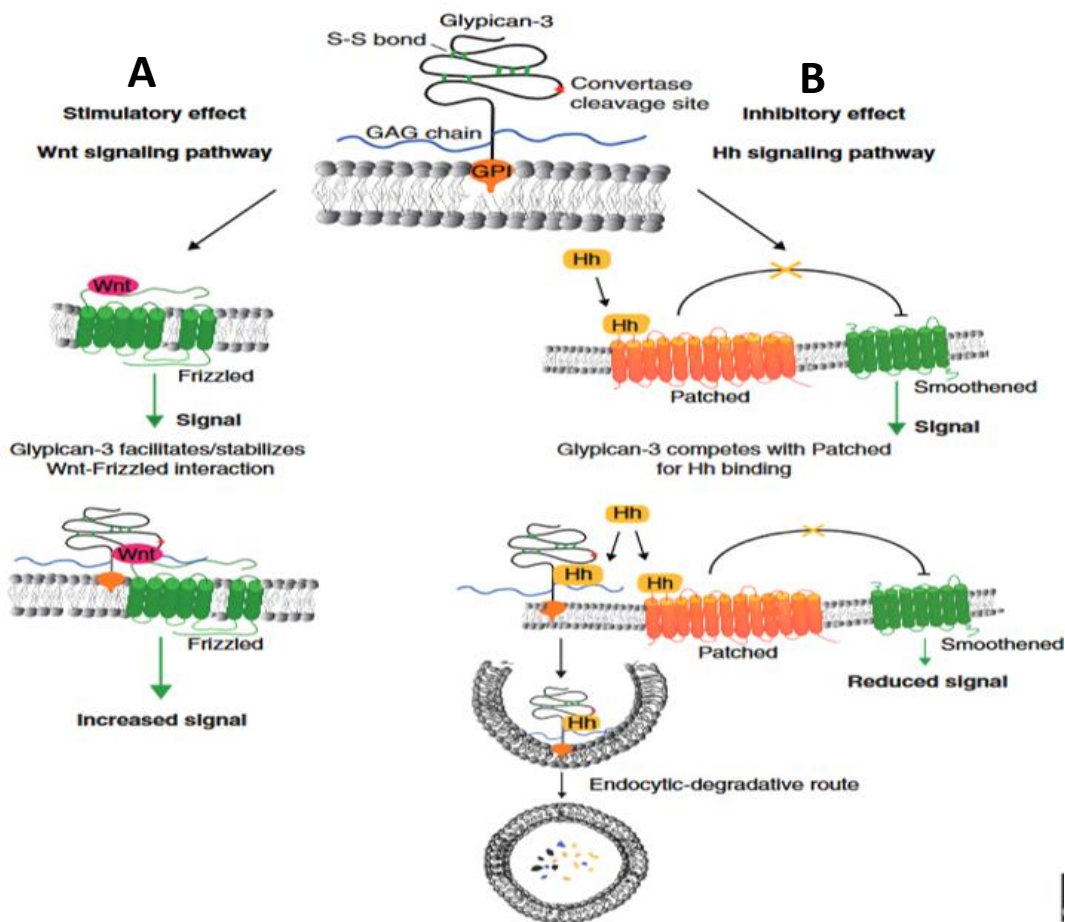 Glypican-3
S-S bond
A
B
Convertase
cleavage site
Stimulatory effect
Wnt signaling pathway
GAG chain
Inhibitory effect
Hh signaling pathway
GPI
Wnt
Frizzled
Signal
Glypican-3 facilitates/stabilizes
Wnt-Frizzled interaction
Wnt
Frizzled
Increased signal
Hh
Hh
Patched
Smoothened
Signal
Glypican-3 competes with Patched
for Hh binding
Hh
Hh
Hh
Patched
Smoothened
Reduced signal
Hh
Endocytic-degradative route